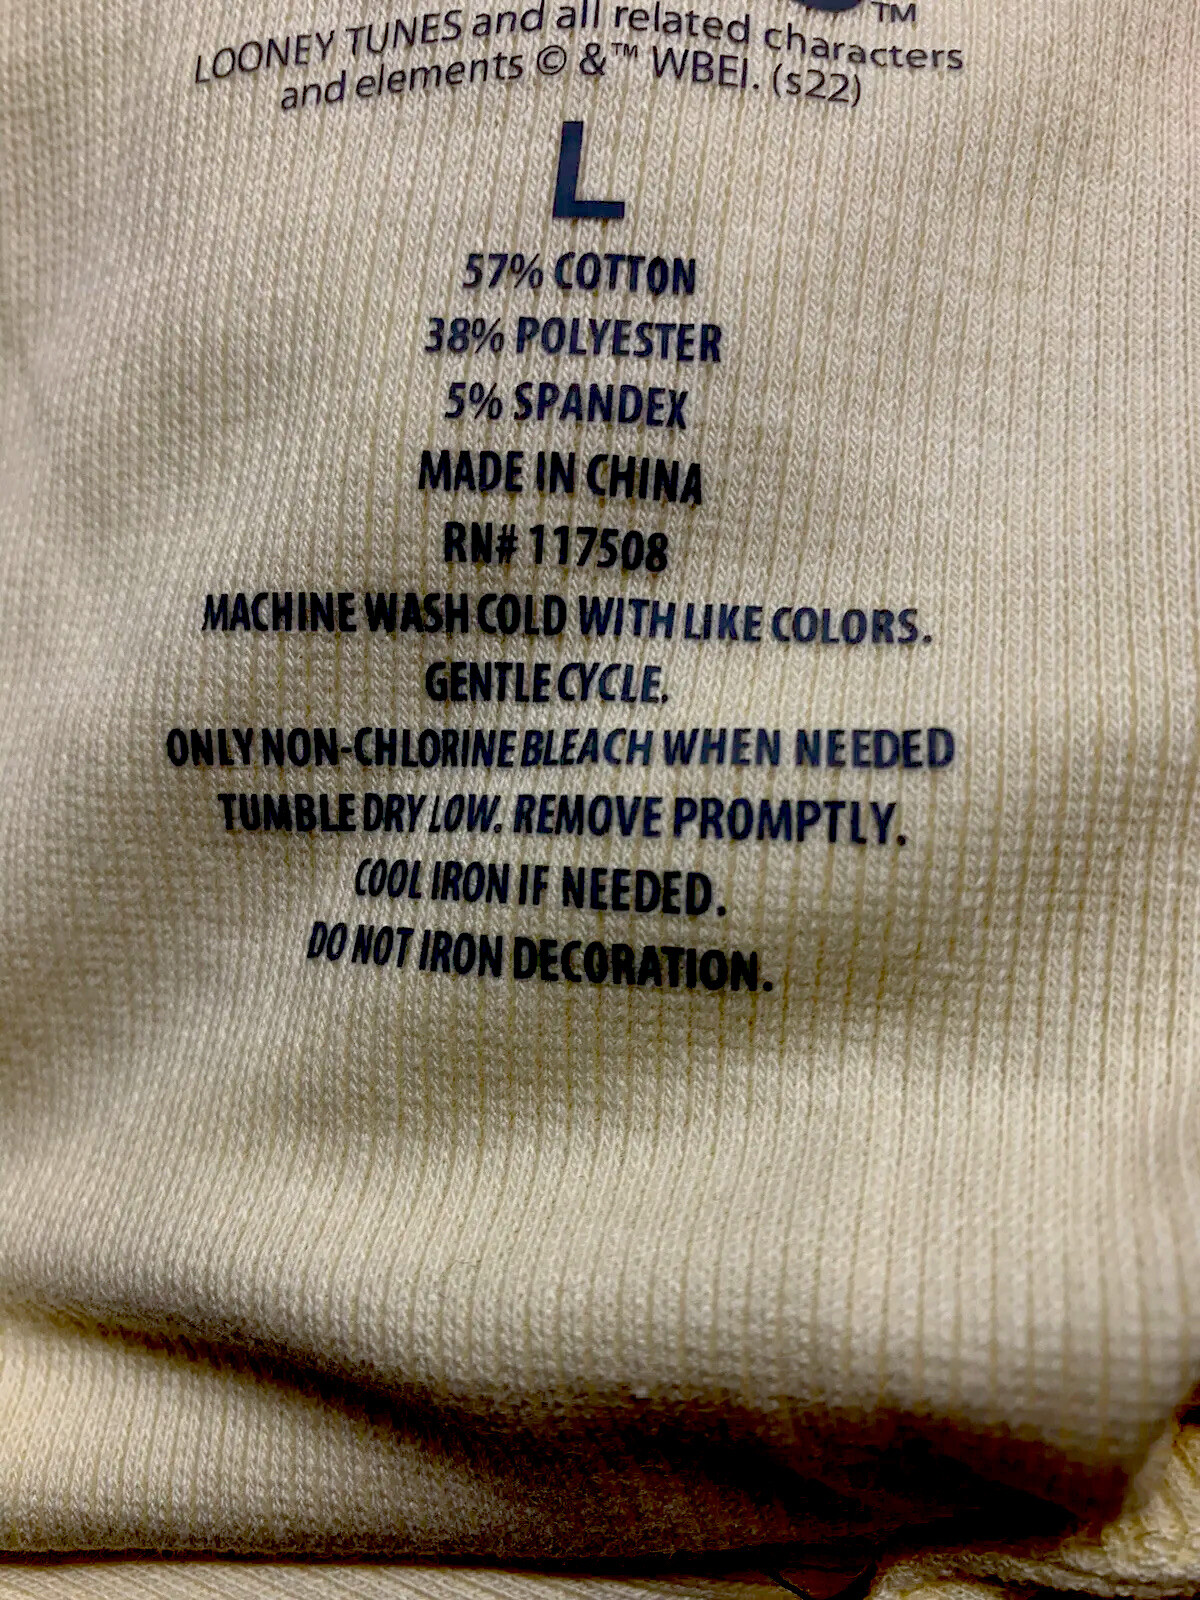 TM
LOONEY TUNES and all related characters
and elements © &™ WBEI. (s22)
L
57% COTTON
38% POLYESTER
5% SPANDEX
MADE IN CHINA
RN# 117508
MACHINE WASH COLD WITH LIKE COLORS.
GENTLE CYCLE.
ONLY NON-CHLORINE BLEACH WHEN NEEDED
TUMBLE DRY LOW. REMOVE PROMPTLY.
COOL IRON IF NEEDED.
DO NOT IRON DECORATION.